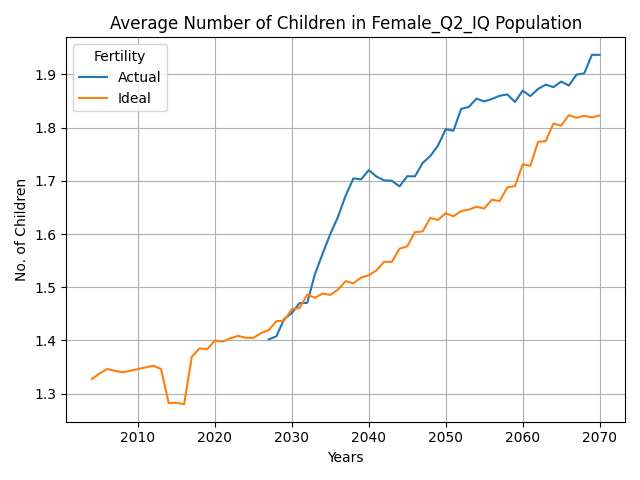 Average Number of Children in Female_Q2_IQ Population
Fertility
Actual
Ideal
No. of Children
1.9
1.8
1.7
1.6
1.5
1.4
1.3
2010 2020 2030 2040 2050 2060 2070
Years